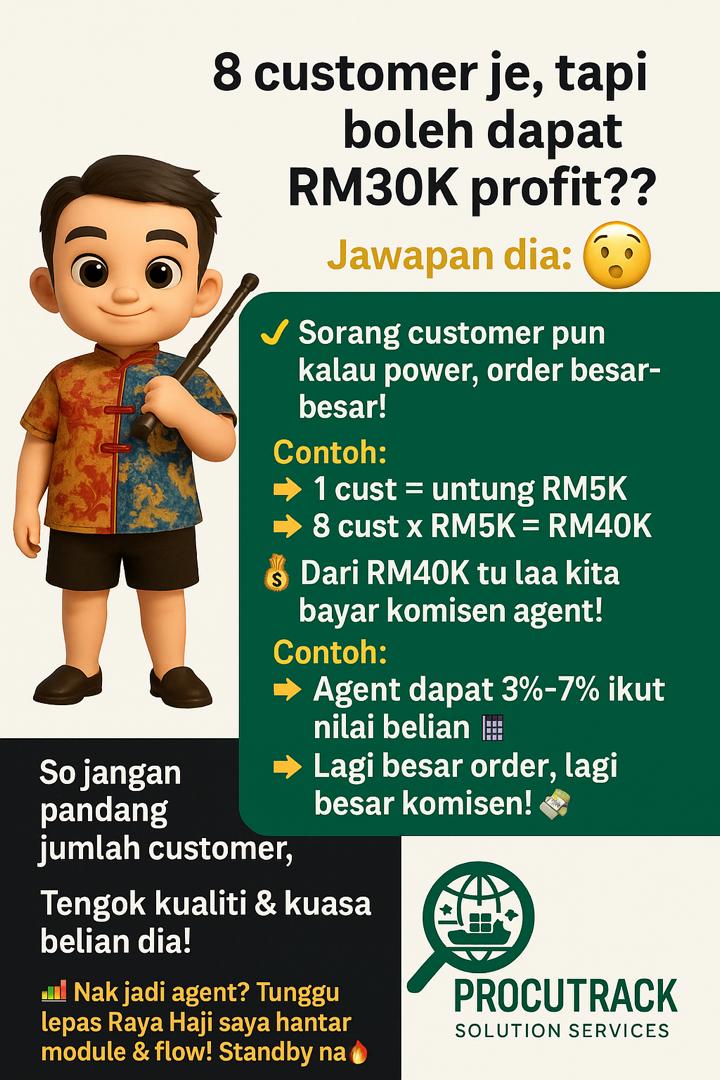 8 customer je, tapi
boleh dapat
RM30K profit??
Jawapan dia: 😯
✔ Sorang customer pun
kalau power, order besar-
besar!
Contoh:
➡ 1 cust = untung RM5K
➡ 8 cust x RM5K = RM40K
💰 Dari RM40K tu laa kita
bayar komisen agent!
Contoh:
➡ Agent dapat 3%-7% ikut
nilai belian
➡ Lagi besar order, lagi
besar komisen! 💸
So jangan
pandang
jumlah customer,
Tengok kualiti & kuasa
belian dia!
📊 Nak jadi agent? Tunggu
lepas Raya Haji saya hantar
module & flow! Standby na🔥
PROCUTRACK
SOLUTION SERVICES